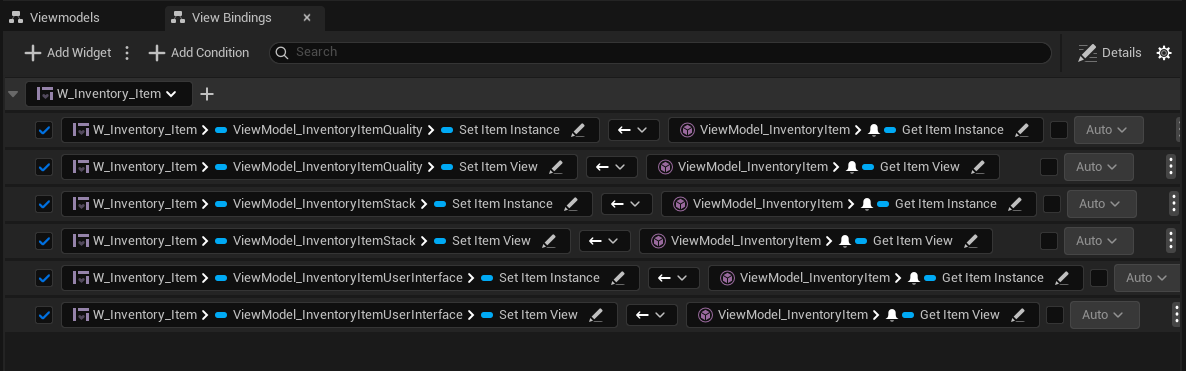 Viewmodels View Bindings
Add Widget Add Condition Search Details
W_Inventory_Item
W_Inventory_Item ViewModel_InventoryItemQuality Set Item Instance ViewModel_InventoryItem Get Item Instance Auto
W_Inventory_Item ViewModel_InventoryItemQuality Set Item View ViewModel_InventoryItem Get Item View Auto
W_Inventory_Item ViewModel_InventoryItemStack Set Item Instance ViewModel_InventoryItem Get Item Instance Auto
W_Inventory_Item ViewModel_InventoryItemStack Set Item View ViewModel_InventoryItem Get Item View Auto
W_Inventory_Item ViewModel_InventoryItemUserInterface Set Item Instance ViewModel_InventoryItem Get Item Instance Auto
W_Inventory_Item ViewModel_InventoryItemUserInterface Set Item View ViewModel_InventoryItem Get Item View Auto